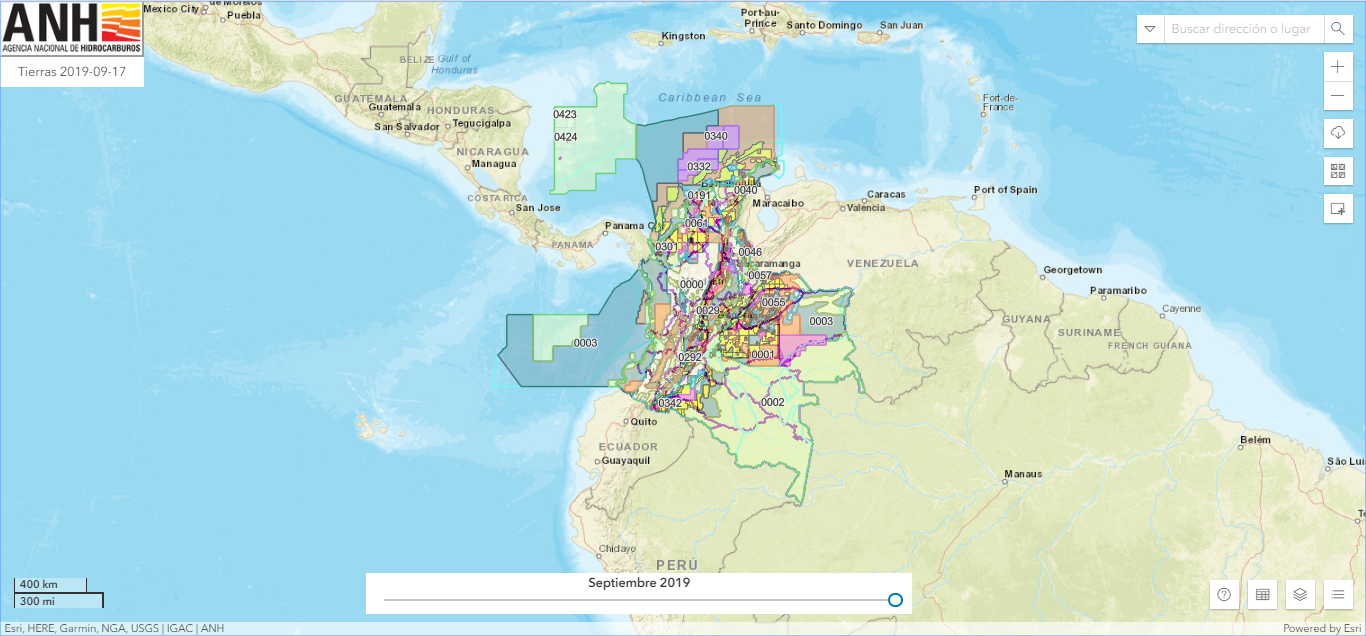 ANH
AGENCIA NACIONAL DE HIDROCARBUROS
Tierras 2019-09-17
Mexico City
de Morelos
Puebla
Port-au-
Prince
Santo Domingo
San Juan
Kingston
Buscar dirección o lugar
BELIZE
Gulf of
Honduras
GUATEMALA
Guatemala
HONDURAS
San Salvador
Tegucigalpa
Caribbean Sea
Fort-de-
France
0423
0424
0340
NICARAGUA
Managua
0332
COSTA RICA
San Jose
0191
0040
Maracaibo
Caracas
Valencia
Port of Spain
Panama C
PANAMA
0061
0301
0046
caramanga
VENEZUELA
0057
Georgetown
0000
Paramaribo
0055
0029
Cayenne
0003
GUYANA
SURINAME
FRENCH GUIANA
0003
0292
0001
0342
0002
Quito
ECUADOR
Guayaquil
Belém
São Luis
Manaus
Chiclayo
PERÚ
400 km
300 mi
Septiembre 2019
Esri, HERE, Garmin, NGA, USGS | IGAC | ANH
Powered by Esri